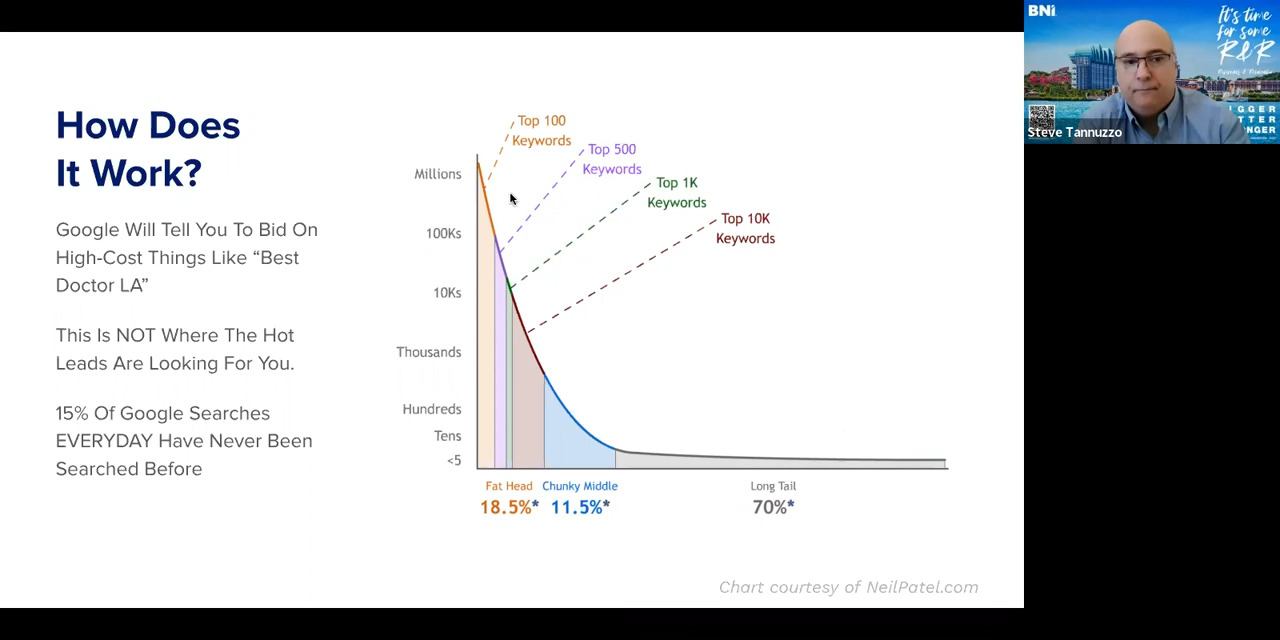 How Does
It Work?
Google Will Tell You To Bid On
High-Cost Things Like “Best
Doctor LA”
This Is NOT Where The Hot
Leads Are Looking For You.
15% Of Google Searches
EVERYDAY Have Never Been
Searched Before
Top 100
Keywords
Top 500
Keywords
Top 1K
Keywords
Top 10K
Keywords
Millions
100Ks
10Ks
Thousands
Hundreds
Tens
<5
Fat Head
18.5%*
Chunky Middle
11.5%*
Long Tail
70%*
Chart courtesy of NeilPatel.com
BNI
It's time
for some
R&R
Steve Tannuzzo